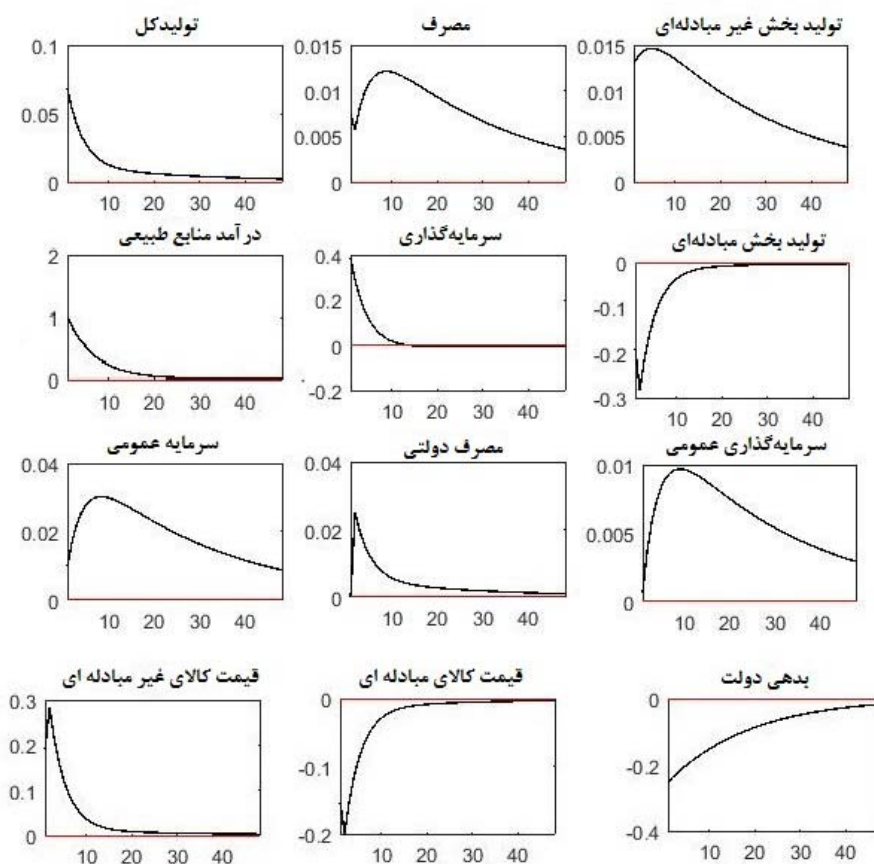 تولیدکل
0.1
0.05
0
10 20 30 40
مصرف
0.015
0.01
0.005
0
10 20 30 40
تولید بخش غیر مبادله‌ای
0.015
0.01
0.005
0
10 20 30 40
در آمد منابع طبیعی
2
1
0
10 20 30 40
سرمایه‌گذاری
0.4
0.2
0
-0.2
10 20 30 40
تولید بخش مبادله‌ای
0
-0.1
-0.2
-0.3
10 20 30 40
سرمایه عمومی
0.04
0.02
0
10 20 30 40
مصرف دولتی
0.04
0.02
0
10 20 30 40
سرمایه‌گذاری عمومی
0.01
0.005
0
10 20 30 40
قیمت کالای غیر مبادله ای
0.3
0.2
0.1
0
10 20 30 40
قیمت کالای مبادله ای
0
-0.1
-0.2
10 20 30 40
بدهی دولت
0
-0.2
-0.4
10 20 30 40